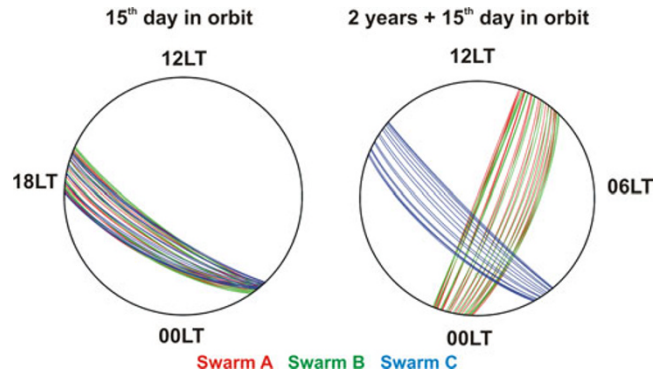 15th day in orbit
2 years + 15th day in orbit
12LT
12LT
18LT
06LT
00LT
00LT
Swarm A Swarm B Swarm C